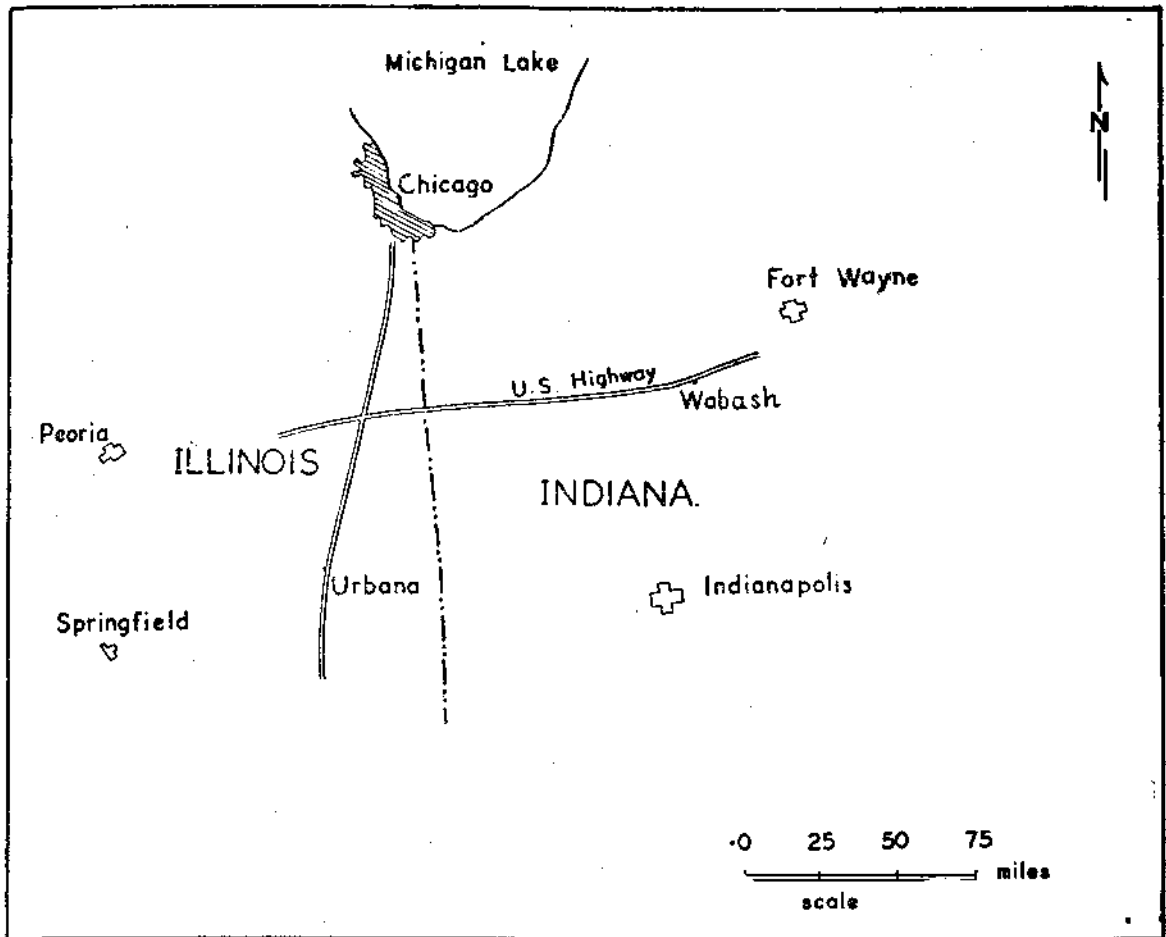 Michigan Lake
N
Chicago
Fort Wayne
U.S. Highway
Wabash
Peoria
ILLINOIS
INDIANA.
Urbana
Indianapolis
Springfield
0 25 50 75
miles
scale